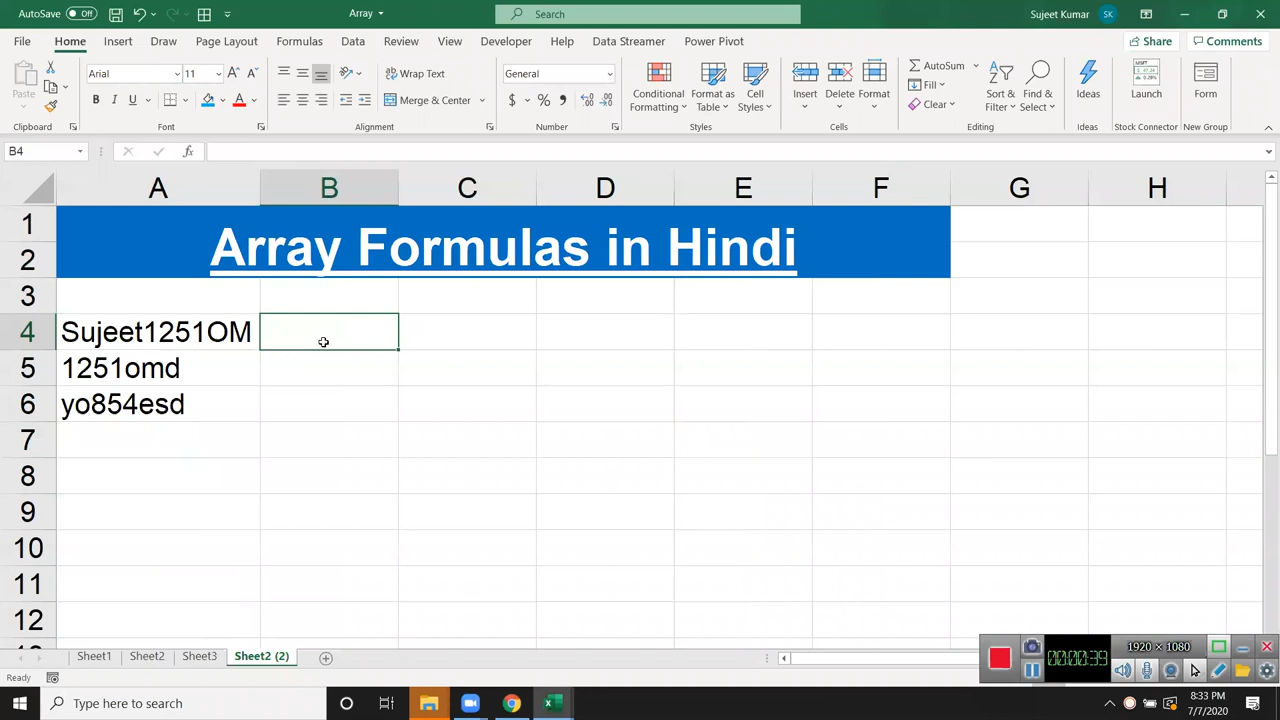 AutoSave Off Array Search Sujeet Kumar SK
File Home Insert Draw Page Layout Formulas Data Review View Developer Help Data Streamer Power Pivot Share Comments
Paste Arial 11 Wrap Text General Conditional Formatting Format as Table Cell Styles Insert Delete Format AutoSum Fill Clear Sort & Filter Find & Select Ideas Launch Form
B I U Merge & Center $ % ,
Clipboard Font Alignment Number Styles Cells Editing Ideas Stock Connector New Group
B4 fx
A B C D E F G H
1
Array Formulas in Hindi
2
3
4 Sujeet1251OM
5 1251omd
6 yo854esd
7
8
9
10
11
12
Sheet1 Sheet2 Sheet3 Sheet2 (2)
Ready
00:00:39 1920 × 1080
Type here to search
8:33 PM
7/7/2020